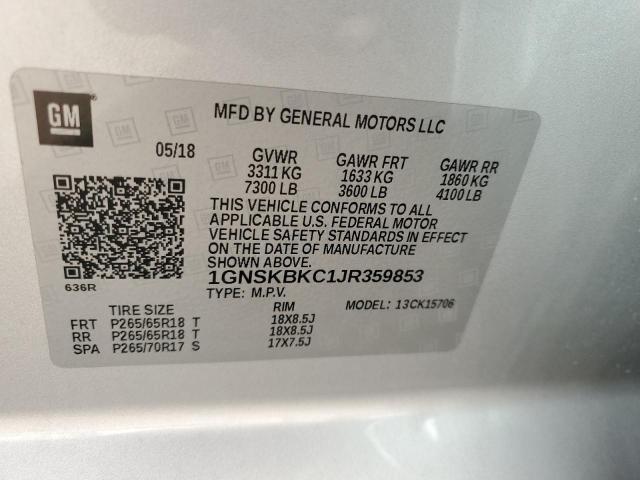 GM
MFD BY GENERAL MOTORS LLC
05/18 GVWR GAWR FRT GAWR RR
3311 KG 1633 KG 1860 KG
7300 LB 3600 LB 4100 LB
THIS VEHICLE CONFORMS TO ALL
APPLICABLE U.S. FEDERAL MOTOR
VEHICLE SAFETY STANDARDS IN EFFECT
ON THE DATE OF MANUFACTURE
SHOWN ABOVE.
1GNSKBKC1JR359853
636R
TYPE: M.P.V. MODEL: 13CK15706
TIRE SIZE RIM
FRT P265/65R18 T 18X8.5J
RR P265/65R18 T 18X8.5J
SPA P265/70R17 S 17X7.5J